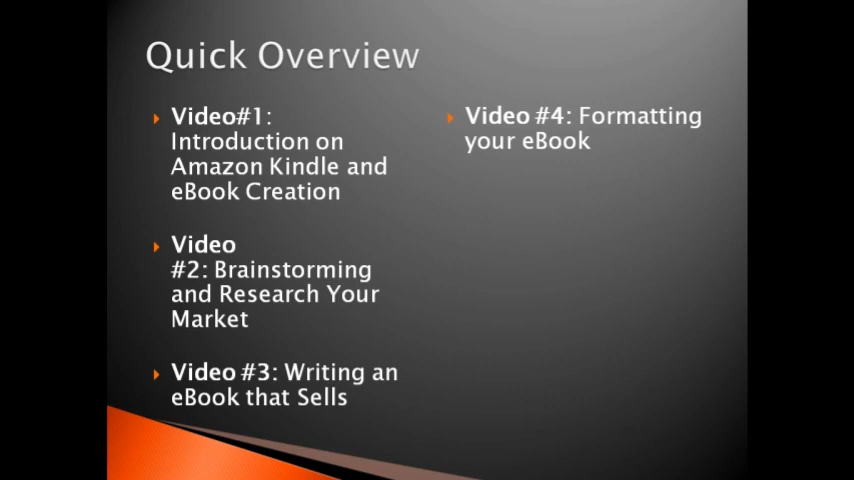 Quick Overview
Video#1:
Introduction on
Amazon Kindle and
eBook Creation
Video
#2: Brainstorming
and Research Your
Market
Video #3: Writing an
eBook that Sells
Video #4: Formatting
your eBook